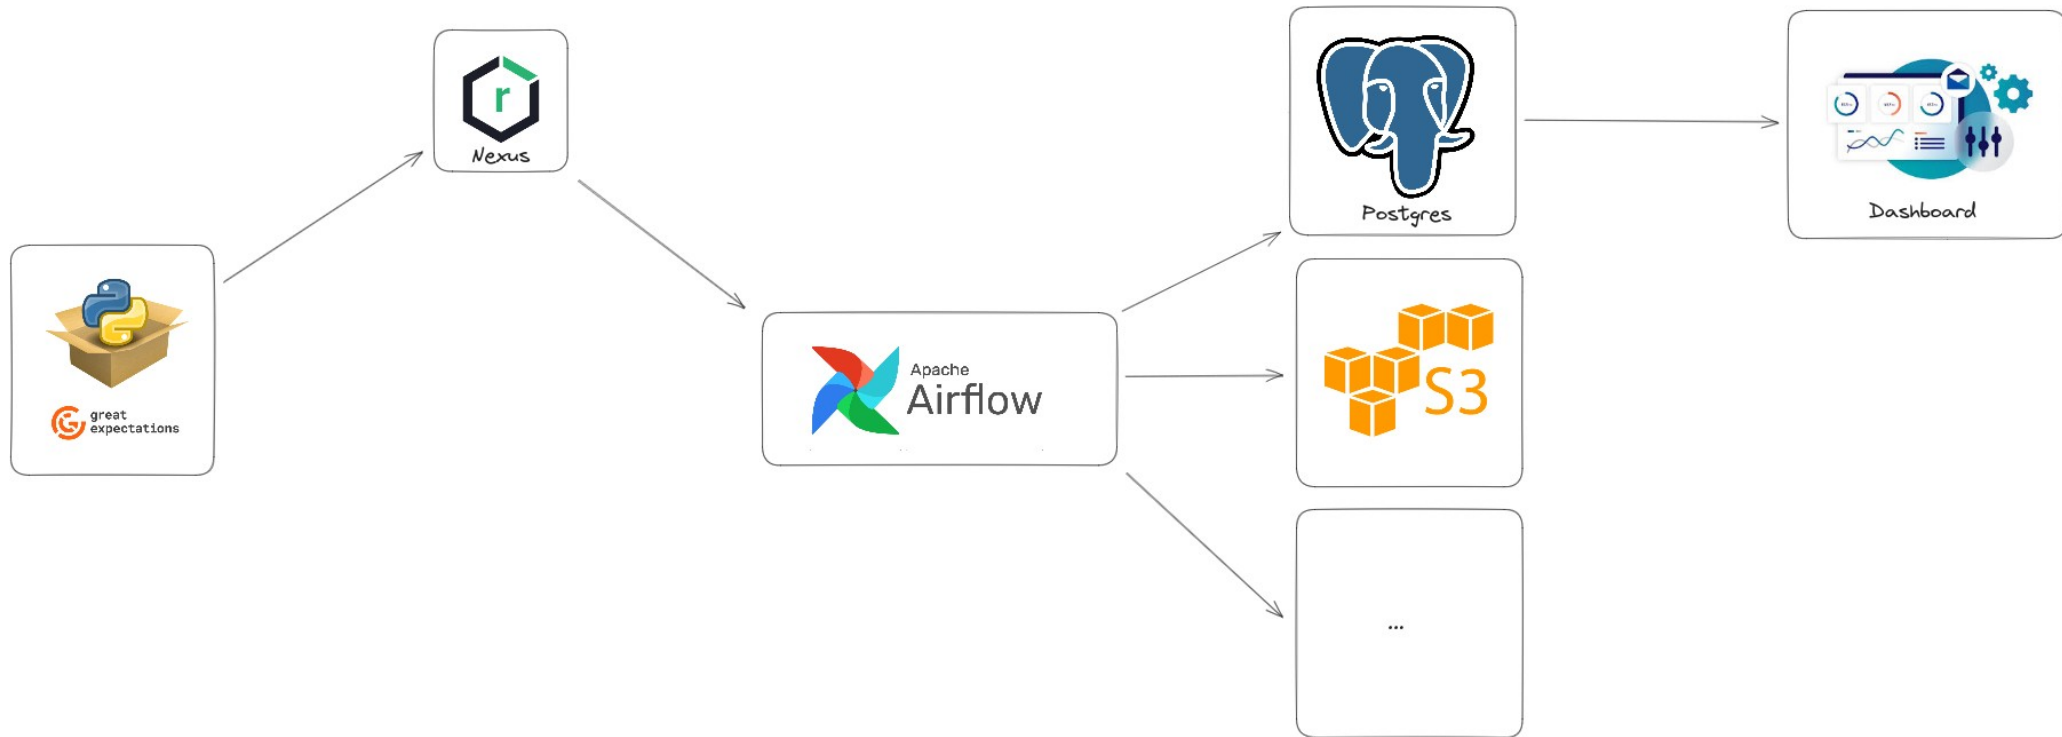 r
Nexus
great
expectations
Apache
Airflow
Postgres
S3
...
Dashboard